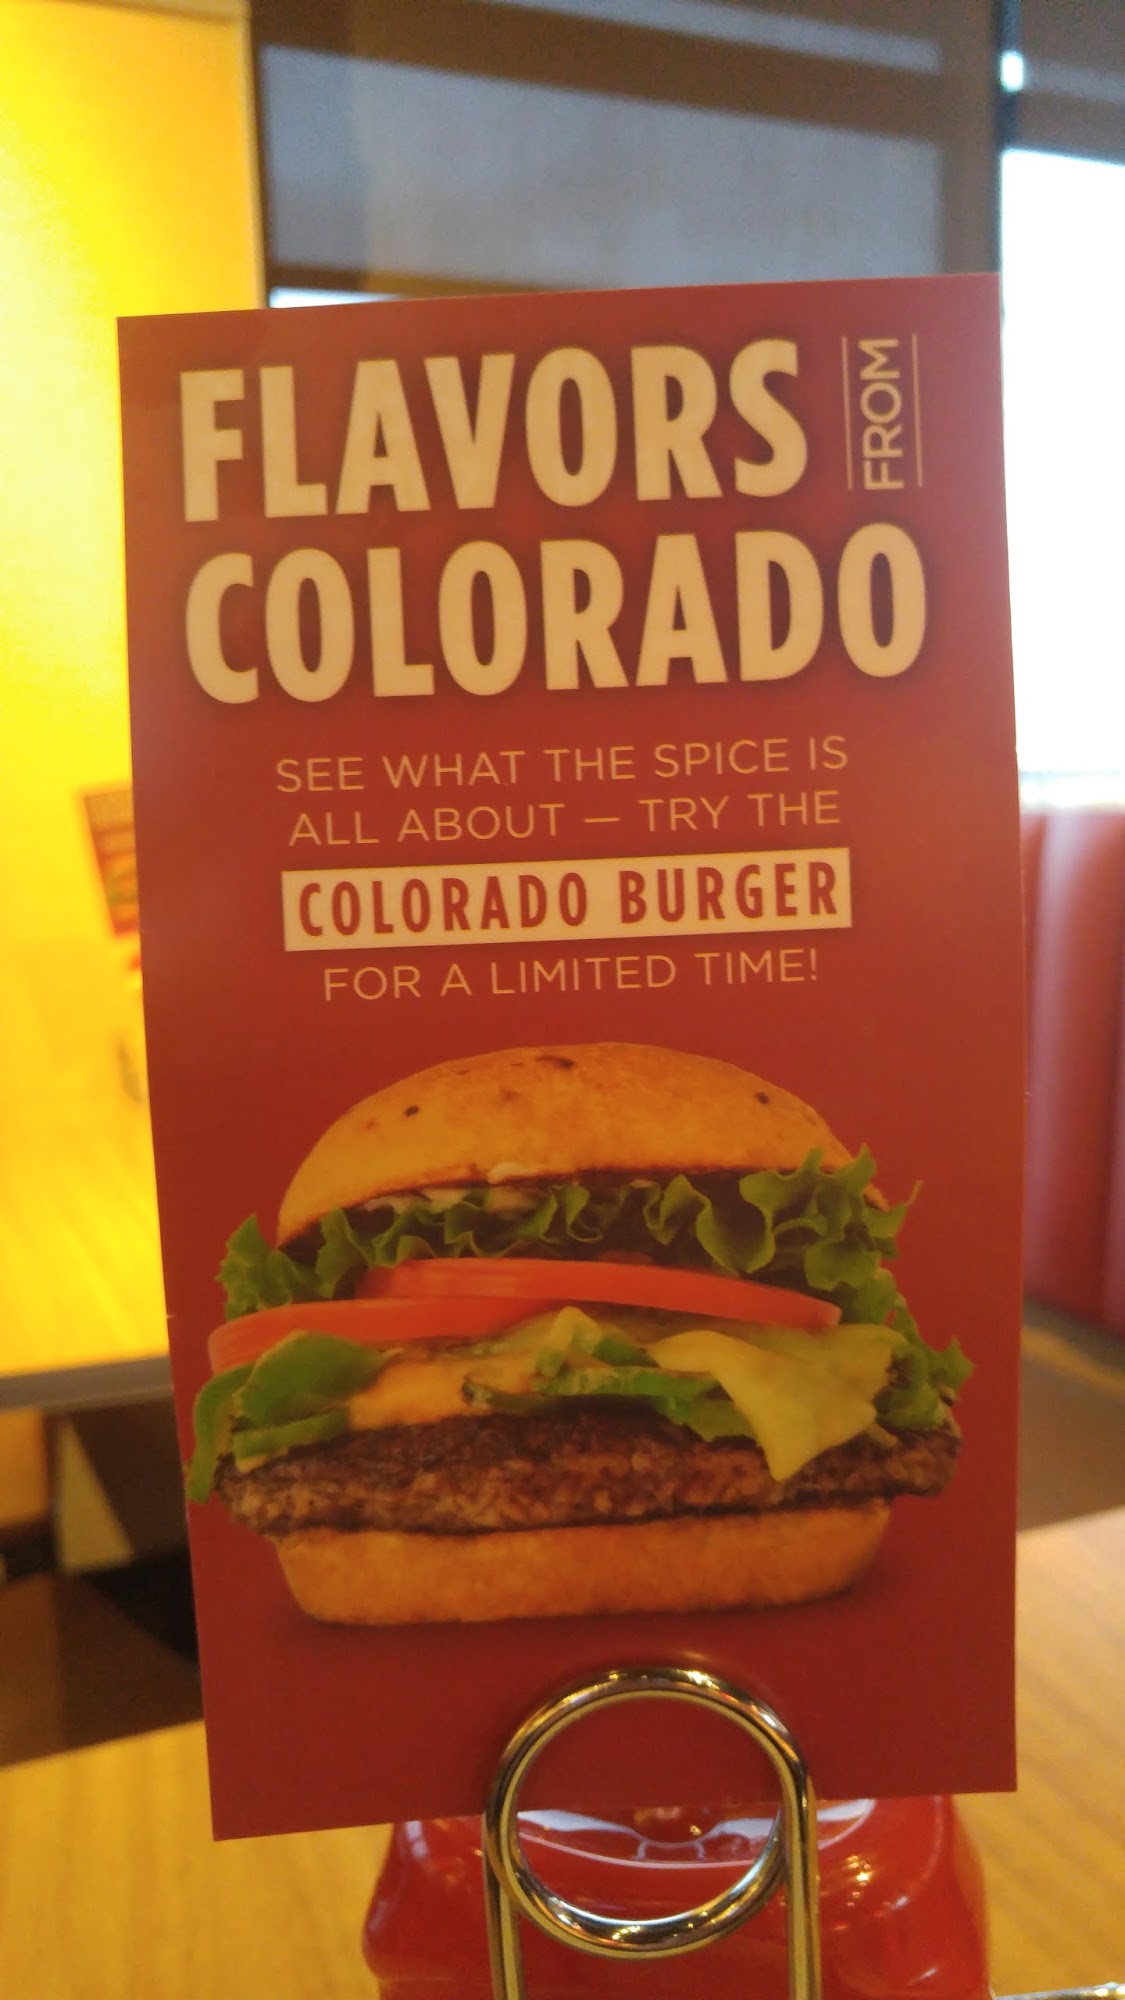 FLAVORS FROM
COLORADO
SEE WHAT THE SPICE IS
ALL ABOUT – TRY THE
COLORADO BURGER
FOR A LIMITED TIME!